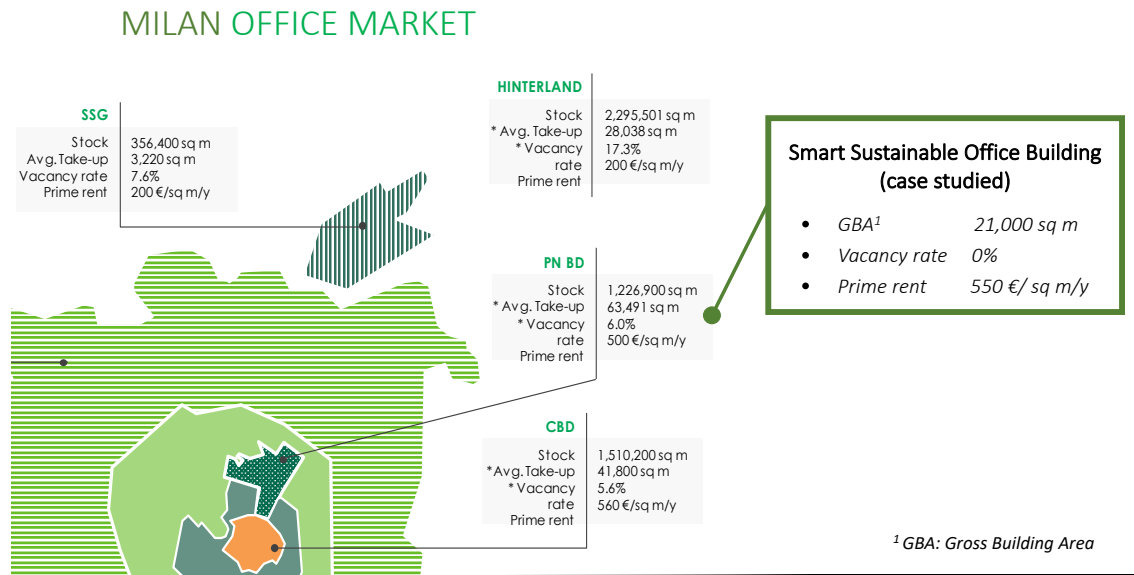 MILAN OFFICE MARKET
SSG
Stock 356,400 sq m
Avg. Take-up 3,220 sq m
Vacancy rate 7.6%
Prime rent 200 €/sq m/y
HINTERLAND
Stock 2,295,501 sq m
* Avg. Take-up 28,038 sq m
* Vacancy 17.3%
rate 200 €/sq m/y
Prime rent
PN BD
Stock 1,226,900 sq m
* Avg. Take-up 63,491 sq m
* Vacancy 6.0%
rate 500 €/sq m/y
Prime rent
CBD
Stock 1,510,200 sq m
*Avg. Take-up 41,800 sq m
* Vacancy 5.6%
rate 560 €/sq m/y
Prime rent
Smart Sustainable Office Building
(case studied)
• GBA¹ 21,000 sq m
• Vacancy rate 0%
• Prime rent 550 €/ sq m/y
¹ GBA: Gross Building Area